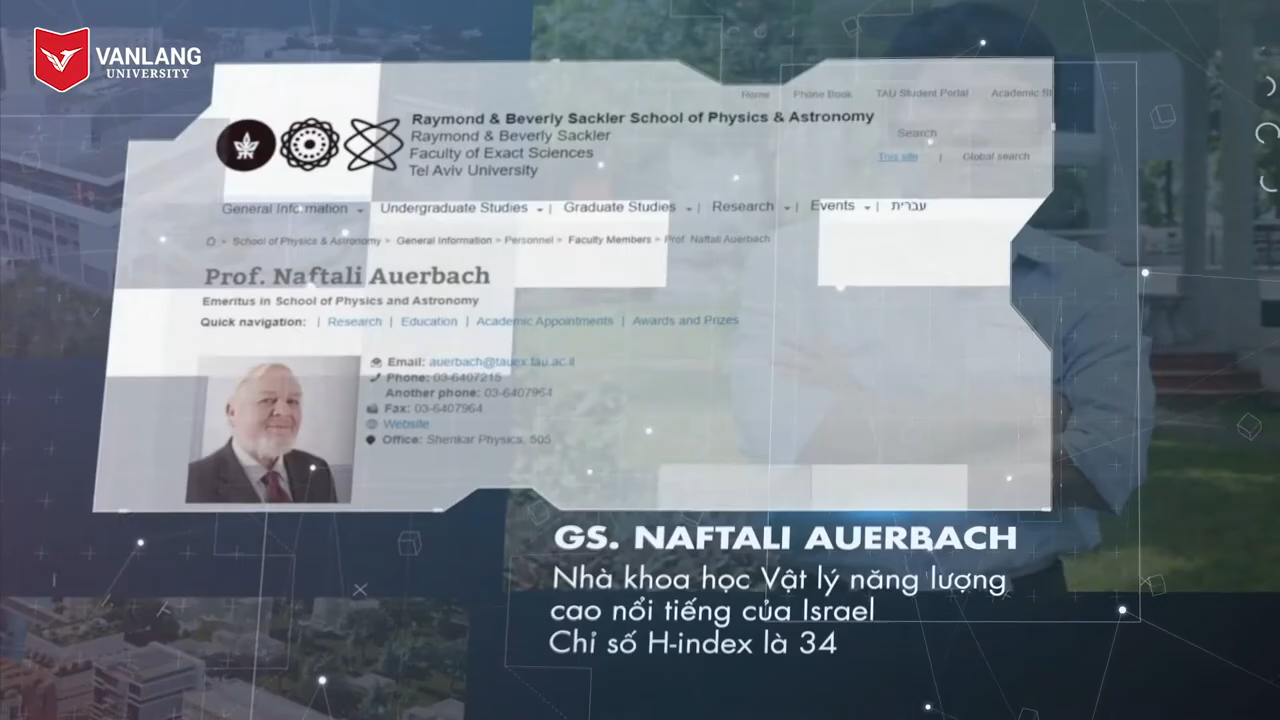 VANLANG
UNIVERSITY
Home Phone Book TAU Student Portal Academic St
Raymond & Beverly Sackler School of Physics & Astronomy
Raymond & Beverly Sackler
Faculty of Exact Sciences
Tel Aviv University
Search
This site | Global search
General Information | Undergraduate Studies | Graduate Studies | Research | Events | עברית
> School of Physics & Astronomy > General Information > Personnel > Faculty Members > Prof. Naftali Auerbach
Prof. Naftali Auerbach
Emeritus in School of Physics and Astronomy
Quick navigation: | Research | Education | Academic Appointments | Awards and Prizes
Email: auerbach@tauex.tau.ac.il
Phone: 03-6407215
Another phone: 03-6407964
Fax: 03-6407964
Website
Office: Shenkar Physics, 505
GS. NAFTALI AUERBACH
Nhà khoa học Vật lý năng lượng
cao nổi tiếng của Israel
Chỉ số H-index là 34